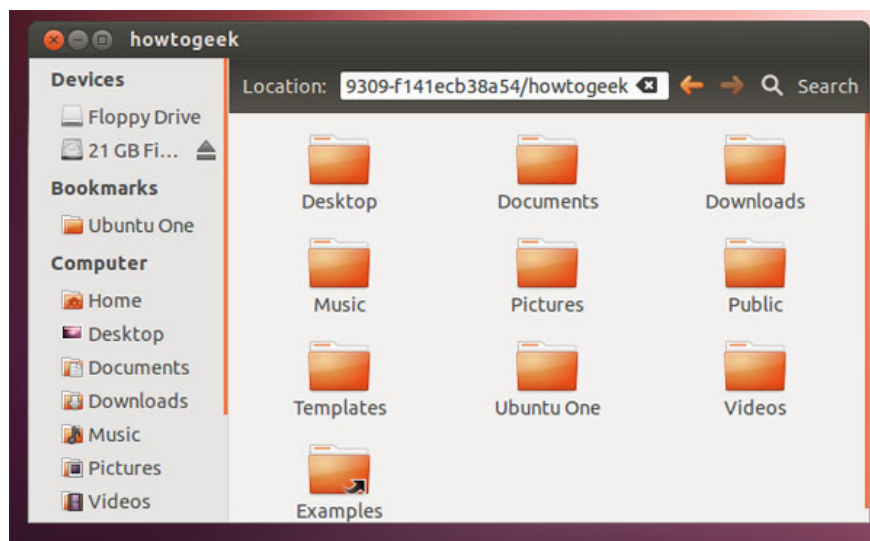 howtogeek
Devices
Floppy Drive
21 GB Fi...
Bookmarks
Ubuntu One
Computer
Home
Desktop
Documents
Downloads
Music
Pictures
Videos
Location: 9309-f141ecb38a54/howtogeek Search
Desktop Documents Downloads
Music Pictures Public
Templates Ubuntu One Videos
Examples